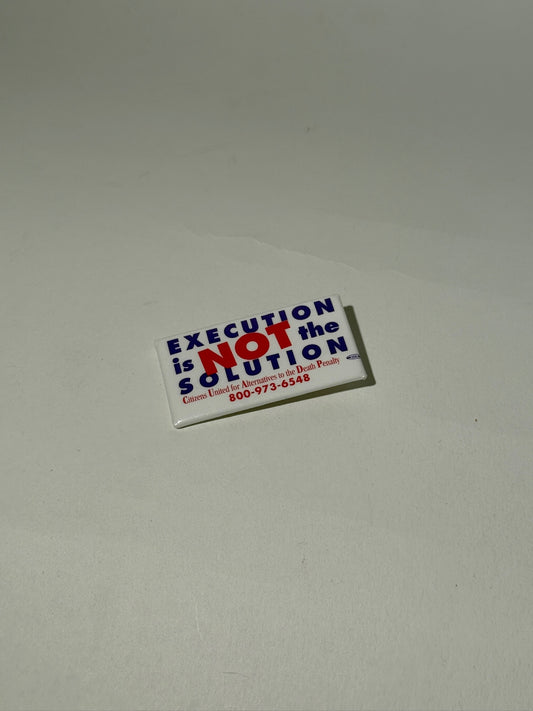 EXECUTION
is NOT the
SOLUTION
Citizens United for Alternatives to the Death Penalty
800-973-6548